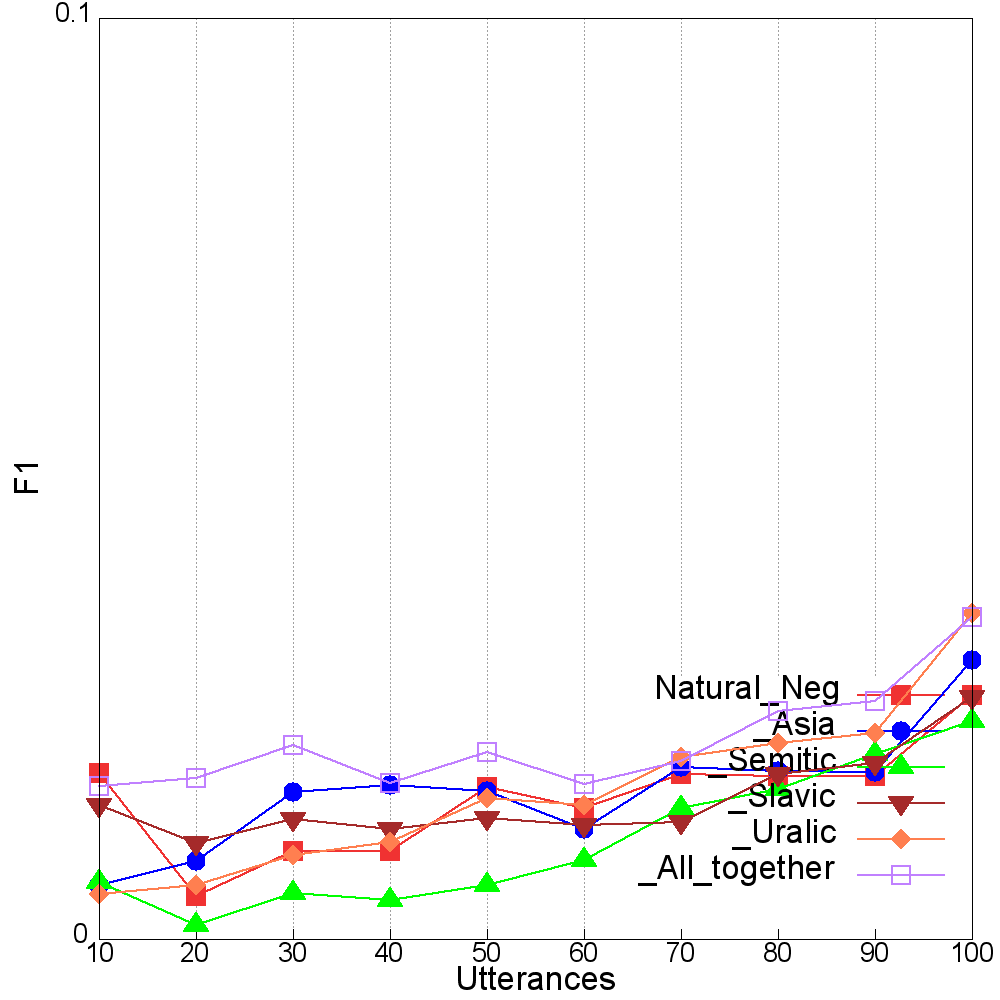 0.1
F1
Natural_Neg
_Asia
_Semitic
_Slavic
_Uralic
_All_together
0
10 20 30 40 50 60 70 80 90 100
Utterances